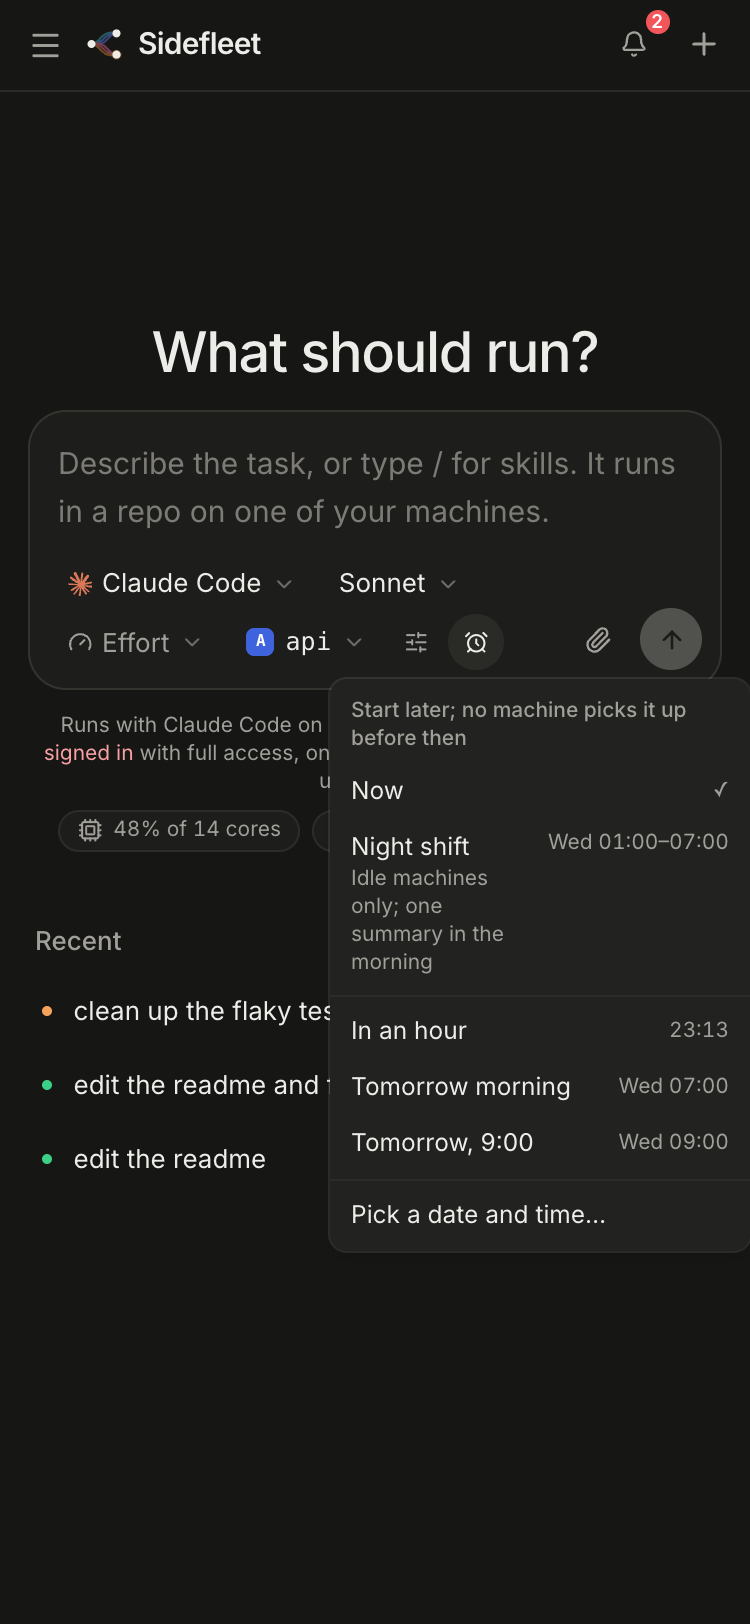 Sidefleet
2
What should run?
Describe the task, or type / for skills. It runs
in a repo on one of your machines.
Claude Code
Sonnet
Effort
A
api
Runs with Claude Code on
signed in with full access, on
Start later; no machine picks it up
before then
Now
Night shift
Wed 01:00–07:00
Idle machines
only; one
summary in the
morning
In an hour
23:13
Tomorrow morning
Wed 07:00
Tomorrow, 9:00
Wed 09:00
Pick a date and time...
48% of 14 cores
Recent
clean up the flaky tes
edit the readme and
edit the readme